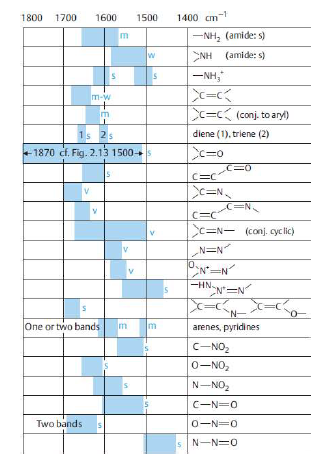 1800 1700 1600 1500 1400 cm⁻¹
m —NH₂ (amide: s)
w >NH (amide: s)
s s —NH₃⁺
m-w >C=C<
m >C=C< (conj. to aryl)
1 s 2 s diene (1), triene (2)
←1870 cf. Fig. 2.13 1500→ s >C=O
s C=C C=O
v >C=N
v C=C C=N
v >C=N— (conj. cyclic)
v N=N
v O N⁺=N
s —HN N⁺=N
s >C=C N— >C=C O—
One or two bands m m arenes, pyridines
s C—NO₂
s O—NO₂
s N—NO₂
s C—N=O
Two bands s O—N=O
s N—N=O